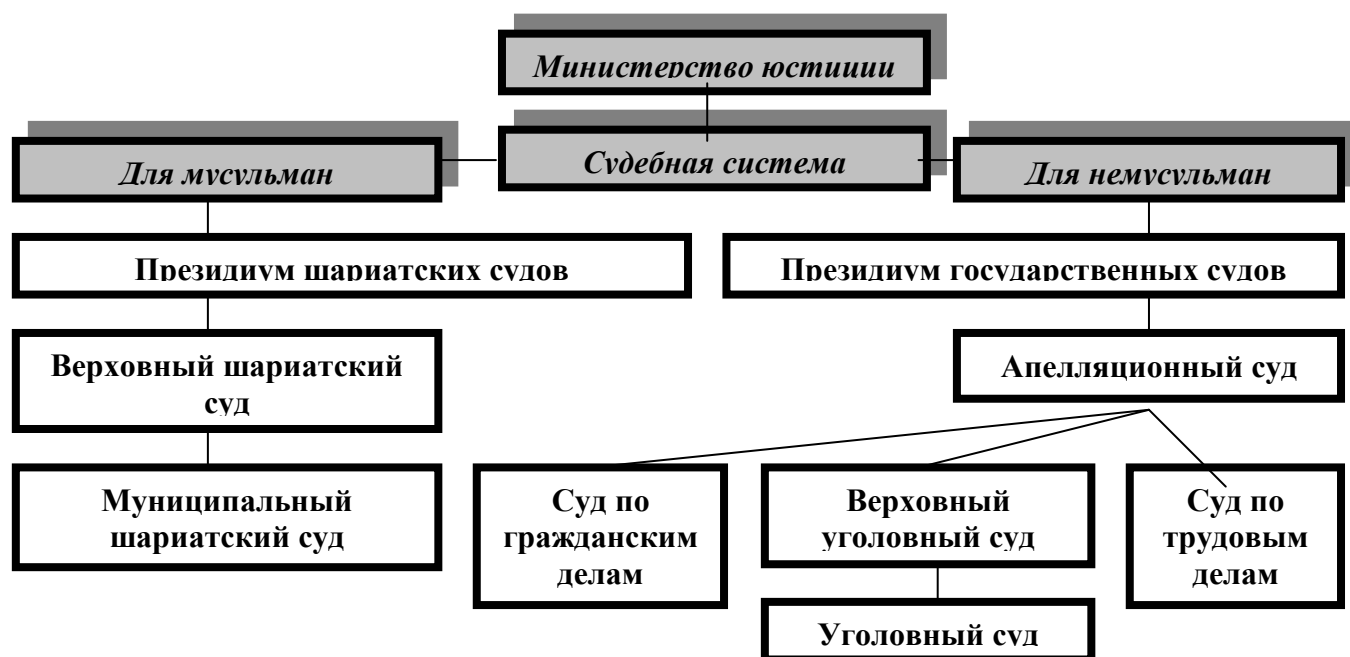 Министерство юстиции
Судебная система
Для мусульман
Для немусульман
Президиум шариатских судов
Президиум государственных судов
Верховный шариатский
суд
Апелляционный суд
Муниципальный
шариатский суд
Суд по
гражданским
делам
Верховный
уголовный суд
Суд по
трудовым
делам
Уголовный суд